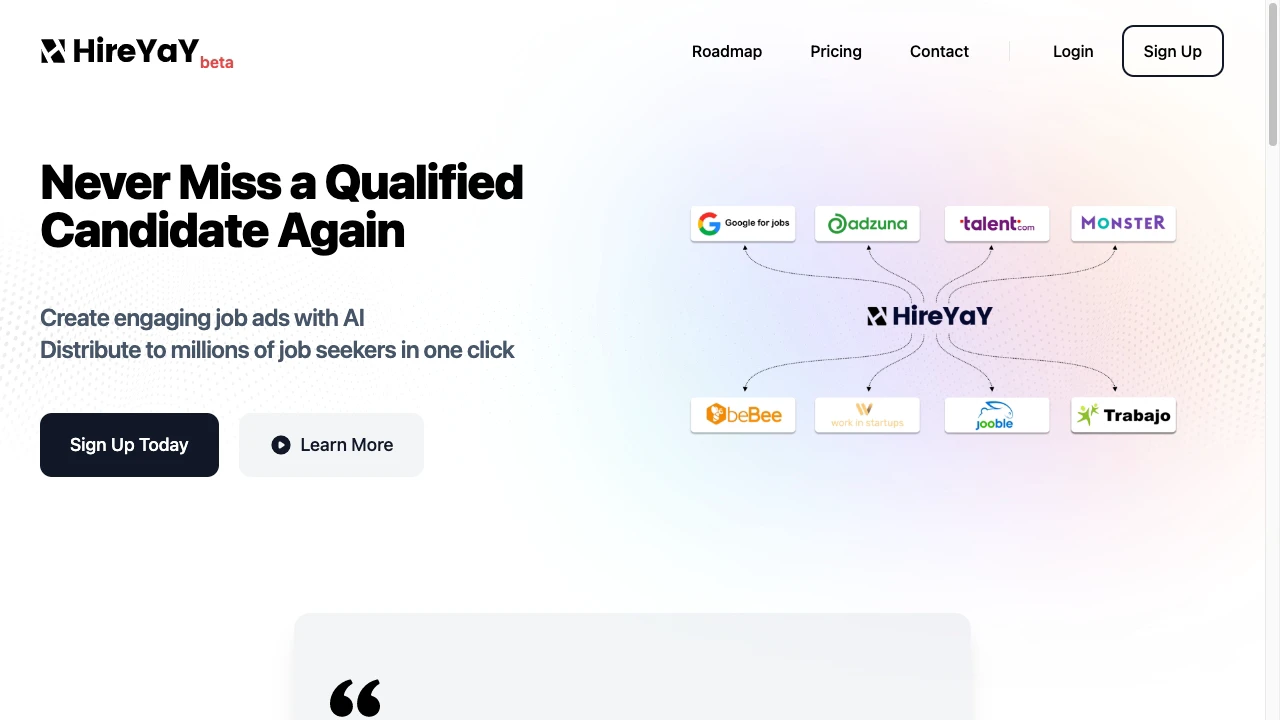 HireYaY
beta
Roadmap
Pricing
Contact
Login
Sign Up
Never Miss a Qualified
Candidate Again
Create engaging job ads with AI
Distribute to millions of job seekers in one click
Sign Up Today
Learn More
Google for jobs
adzuna
talent.com
MONSTER
HireYaY
beBee
work in startups
jooble
Trabajo
“